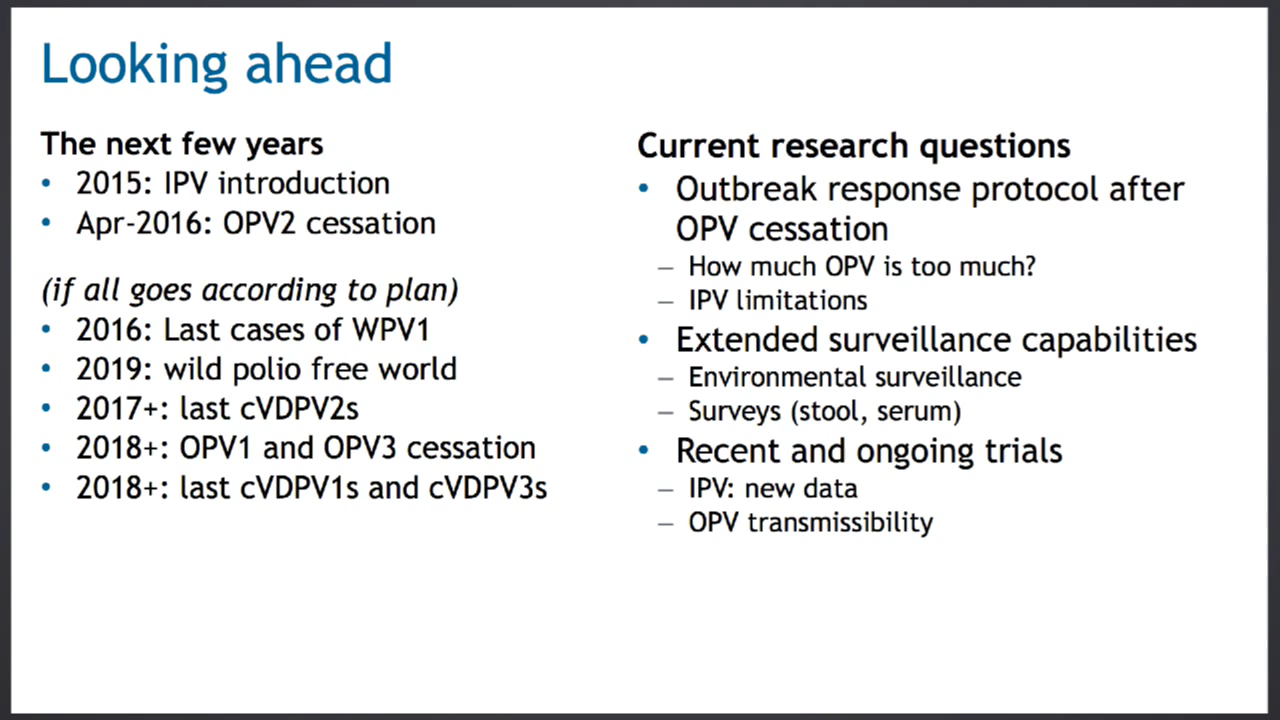 Looking ahead
The next few years
• 2015: IPV introduction
• Apr-2016: OPV2 cessation
(if all goes according to plan)
• 2016: Last cases of WPV1
• 2019: wild polio free world
• 2017+: last cVDPV2s
• 2018+: OPV1 and OPV3 cessation
• 2018+: last cVDPV1s and cVDPV3s
Current research questions
• Outbreak response protocol after
OPV cessation
– How much OPV is too much?
– IPV limitations
• Extended surveillance capabilities
– Environmental surveillance
– Surveys (stool, serum)
• Recent and ongoing trials
– IPV: new data
– OPV transmissibility